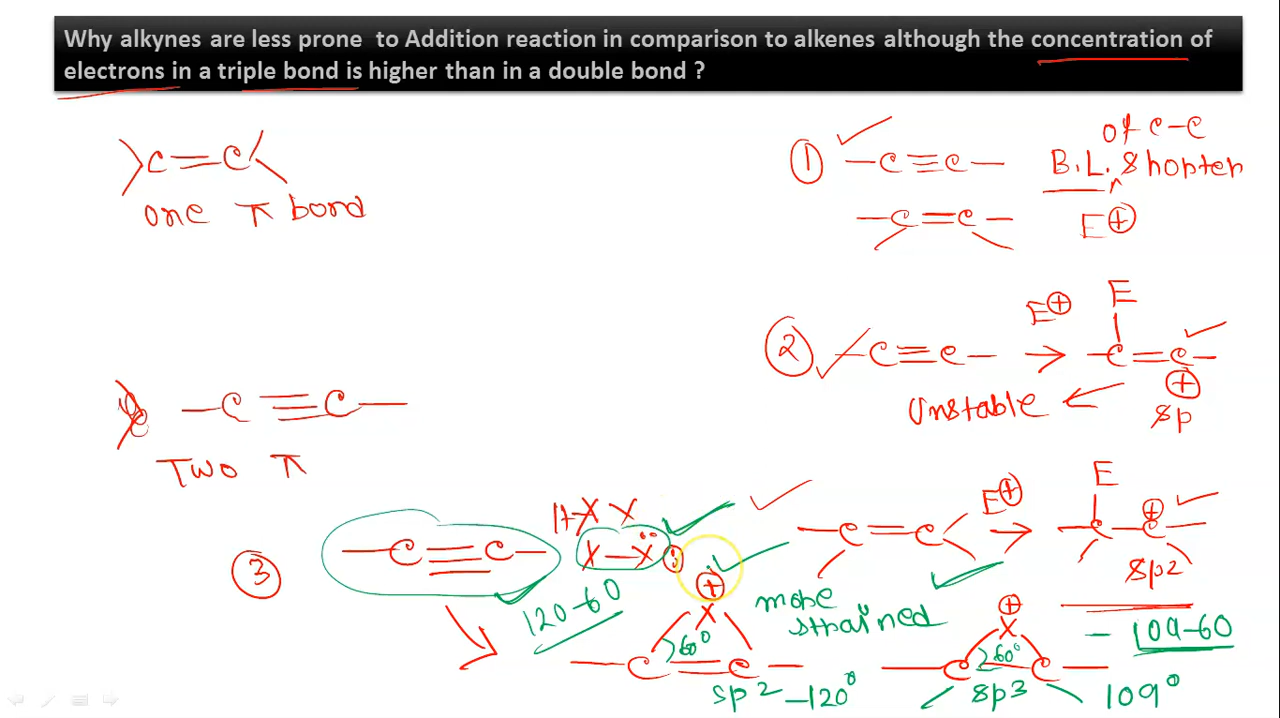 Why alkynes are less prone to Addition reaction in comparison to alkenes although the concentration of
electrons in a triple bond is higher than in a double bond ?
C=C
one π bond
-C≡C-
Two π
① -C≡C- B.L. of C-C Shorter
-C=C- E⊕
② -C≡C- E⊕ → E -C=C- ⊕ sp
Unstable ←
-C=C E⊕ → E -C-C- ⊕ sp2
③ -C≡C- H-X X
X-X:
120-60
⊕ X
60°
-C=C-
sp2 -120°
more
strained
⊕ X
60°
-C-C-
sp3 109°
- 109-60